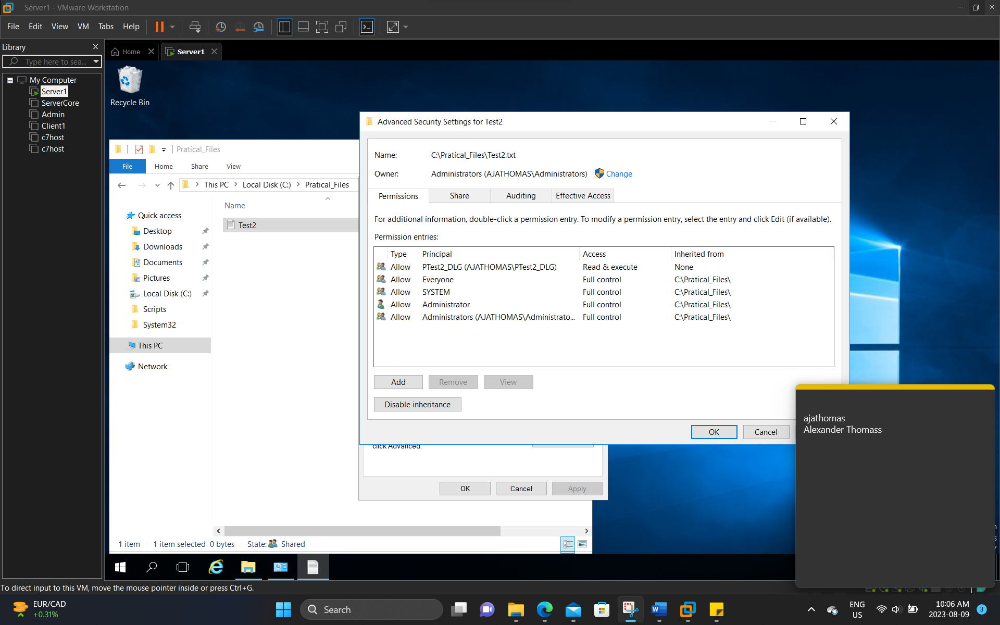 Server1 - VMware Workstation
File Edit View VM Tabs Help
Library
Home
Server1
Type here to sea...
My Computer
Server1
ServerCore
Admin
Client1
c7host
c7host
Recycle Bin
Pratical_Files
File Home Share View
This PC Local Disk (C:) Pratical_Files
Name
Test2
Quick access
Desktop
Downloads
Documents
Pictures
Local Disk (C:)
Scripts
System32
This PC
Network
1 item 1 item selected 0 bytes State: Shared
Advanced Security Settings for Test2
Name: C:\Pratical_Files\Test2.txt
Owner: Administrators (AJATHOMAS\Administrators) Change
Permissions Share Auditing Effective Access
For additional information, double-click a permission entry. To modify a permission entry, select the entry and click Edit (if available).
Permission entries:
Type Principal Access Inherited from
Allow PTest2_DLG (AJATHOMAS\PTest2_DLG) Read & execute None
Allow Everyone Full control C:\Pratical_Files\
Allow SYSTEM Full control C:\Pratical_Files\
Allow Administrator Full control C:\Pratical_Files\
Allow Administrators (AJATHOMAS\Administrato... Full control C:\Pratical_Files\
Add Remove View
Disable inheritance
OK Cancel
click Advanced.
OK Cancel Apply
ajathomas
Alexander Thomass
To direct input to this VM, move the mouse pointer inside or press Ctrl+G.
EUR/CAD
+0.31%
Search
ENG
US
10:06 AM
2023-08-09
3